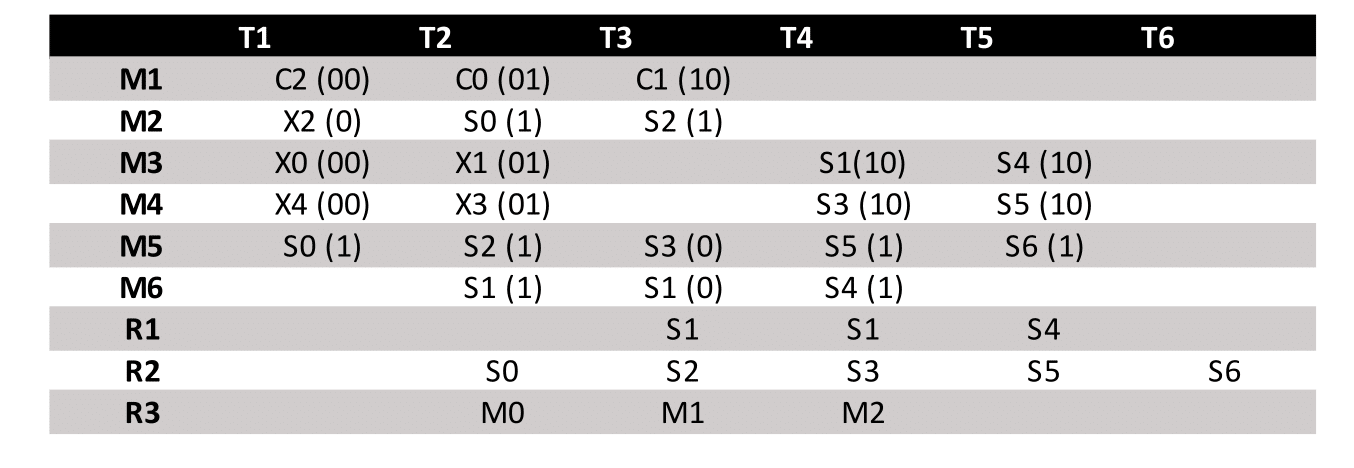 T1 T2 T3 T4 T5 T6
M1 C2 (00) C0 (01) C1 (10)
M2 X2 (0) S0 (1) S2 (1)
M3 X0 (00) X1 (01) S1(10) S4 (10)
M4 X4 (00) X3 (01) S3 (10) S5 (10)
M5 S0 (1) S2 (1) S3 (0) S5 (1) S6 (1)
M6 S1 (1) S1 (0) S4 (1)
R1 S1 S1 S4
R2 S0 S2 S3 S5 S6
R3 M0 M1 M2